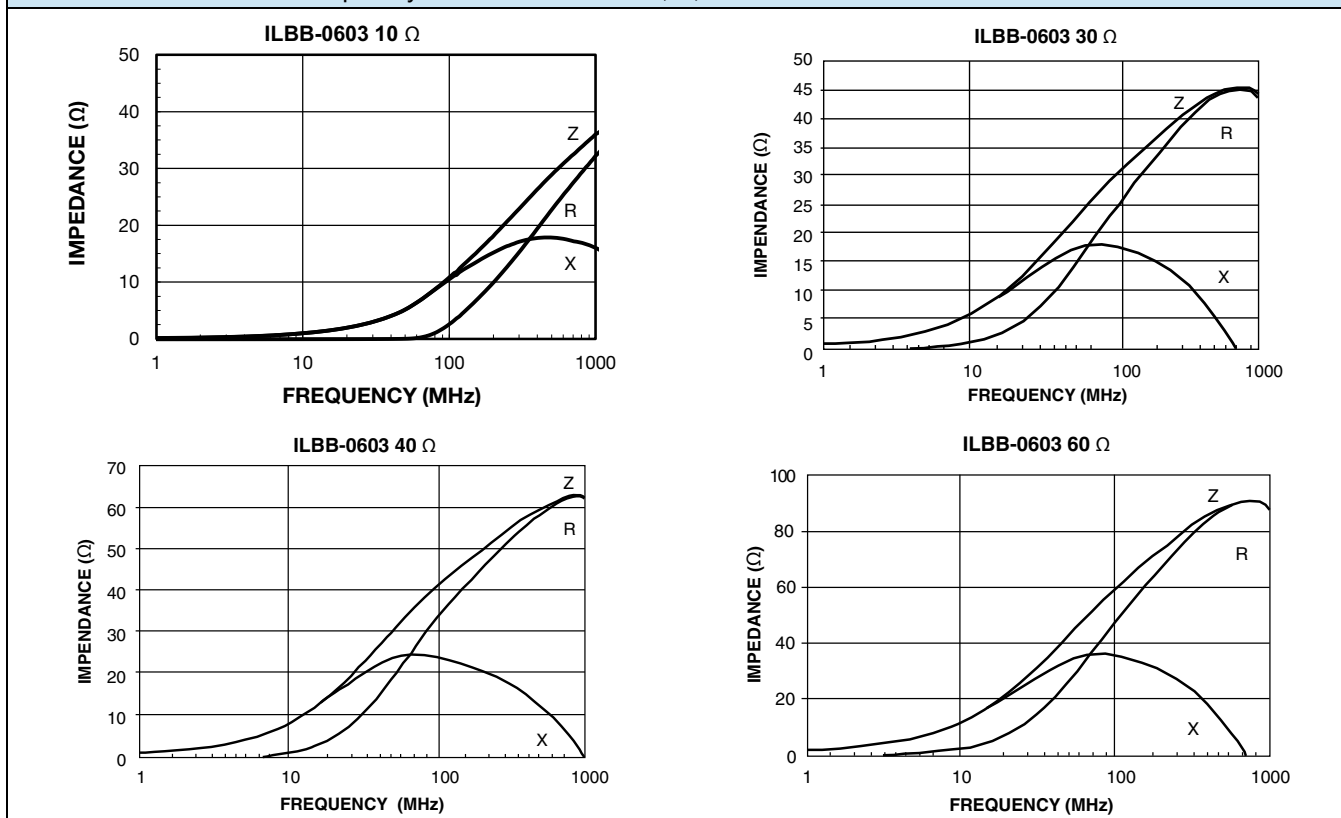 ILBB-0603 10 Ω
50
40
30
20
10
0
IMPEDANCE (Ω)
Z
R
X
1 10 100 1000
FREQUENCY (MHz)
ILBB-0603 30 Ω
50
45
40
35
30
25
20
15
10
5
0
IMPENDANCE (Ω)
Z
R
X
1 10 100 1000
FREQUENCY (MHz)
ILBB-0603 40 Ω
70
60
50
40
30
20
10
0
IMPENDANCE (Ω)
Z
R
X
1 10 100 1000
FREQUENCY (MHz)
ILBB-0603 60 Ω
100
80
60
40
20
0
IMPEDANCE (Ω)
Z
R
X
1 10 100 1000
FREQUENCY (MHz)